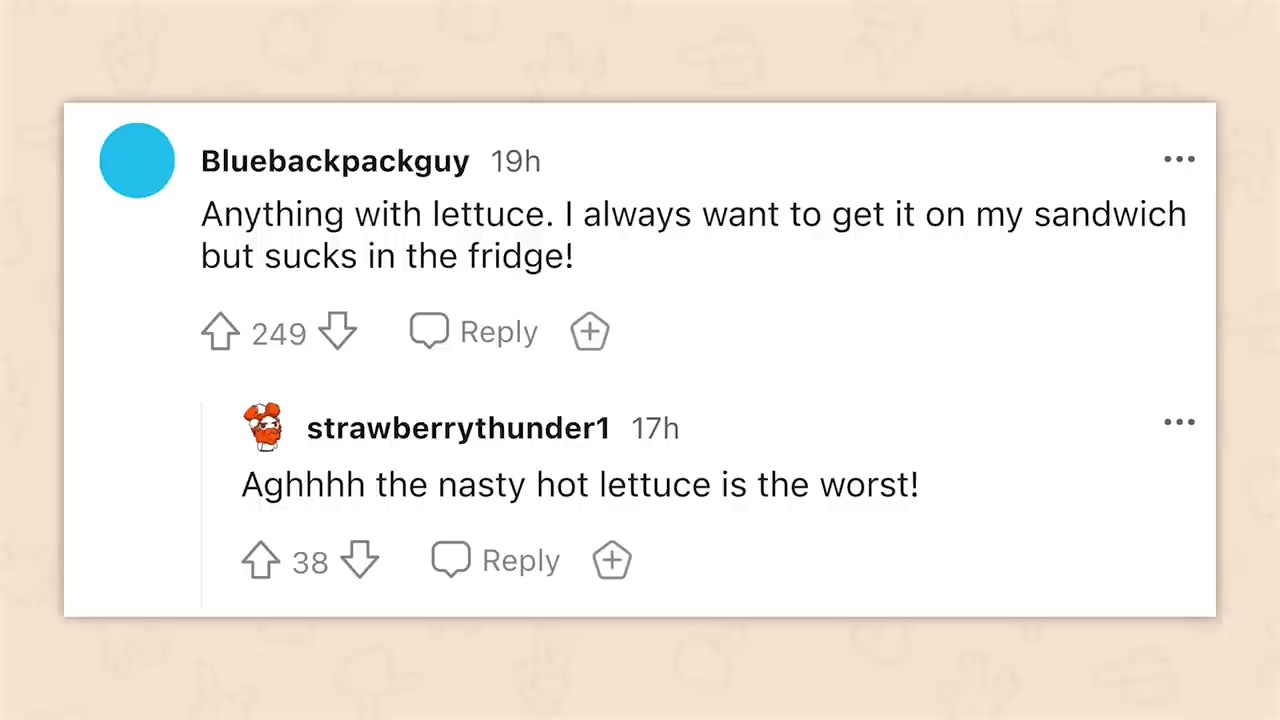 Bluebackpackguy 19h
Anything with lettuce. I always want to get it on my sandwich
but sucks in the fridge!
249 Reply
strawberrythunder1 17h
Aghhhh the nasty hot lettuce is the worst!
38 Reply